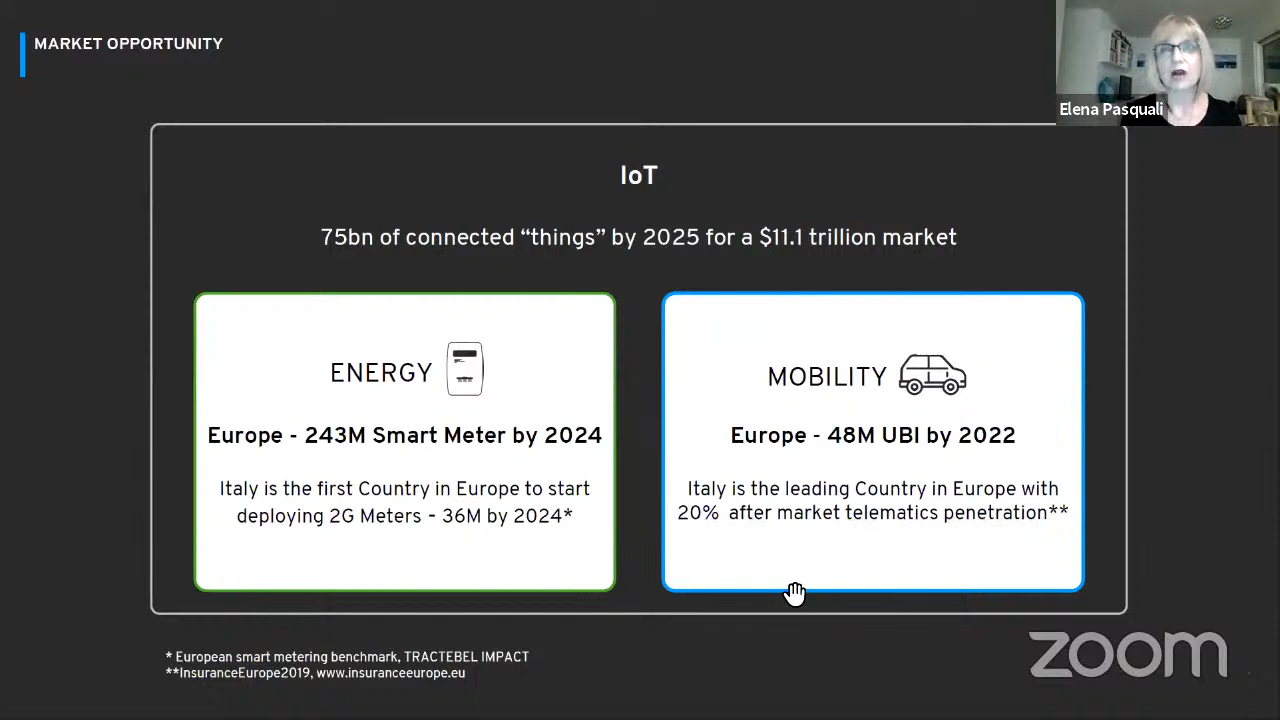 MARKET OPPORTUNITY
Elena Pasquali
IoT
75bn of connected “things” by 2025 for a $11.1 trillion market
ENERGY
Europe - 243M Smart Meter by 2024
Italy is the first Country in Europe to start
deploying 2G Meters - 36M by 2024*
MOBILITY
Europe - 48M UBI by 2022
Italy is the leading Country in Europe with
20% after market telematics penetration**
* European smart metering benchmark, TRACTEBEL IMPACT
**InsuranceEurope2019, www.insuranceeurope.eu
zoom